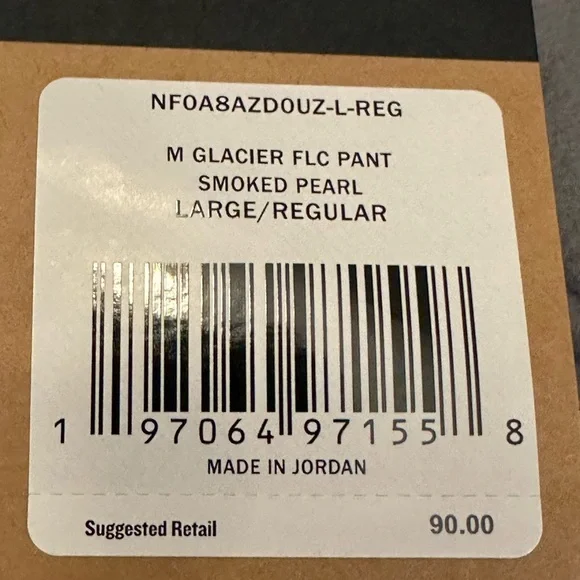 NF0A8AZD0UZ-L-REG
M GLACIER FLC PANT
SMOKED PEARL
LARGE/REGULAR
1 97064 97155 8
MADE IN JORDAN
Suggested Retail 90.00